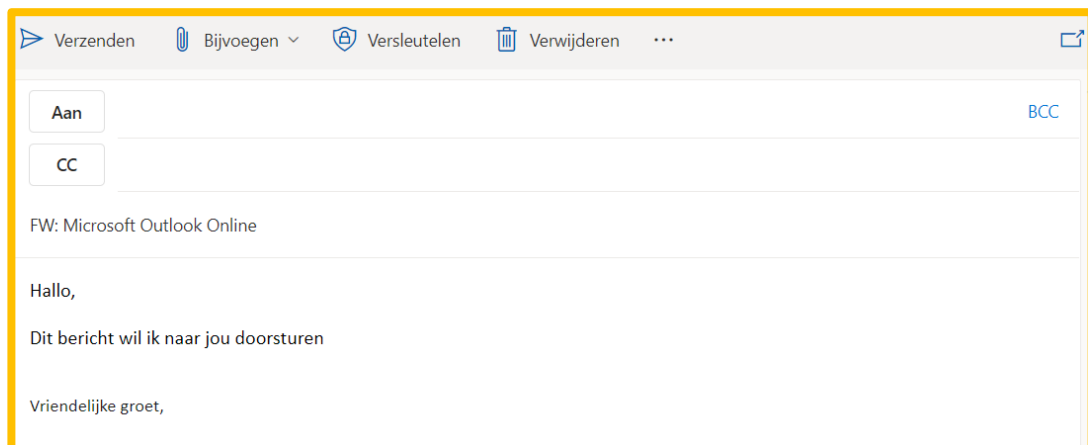 Verzenden Bijvoegen Versleutelen Verwijderen ...
Aan BCC
CC
FW: Microsoft Outlook Online
Hallo,
Dit bericht wil ik naar jou doorsturen
Vriendelijke groet,